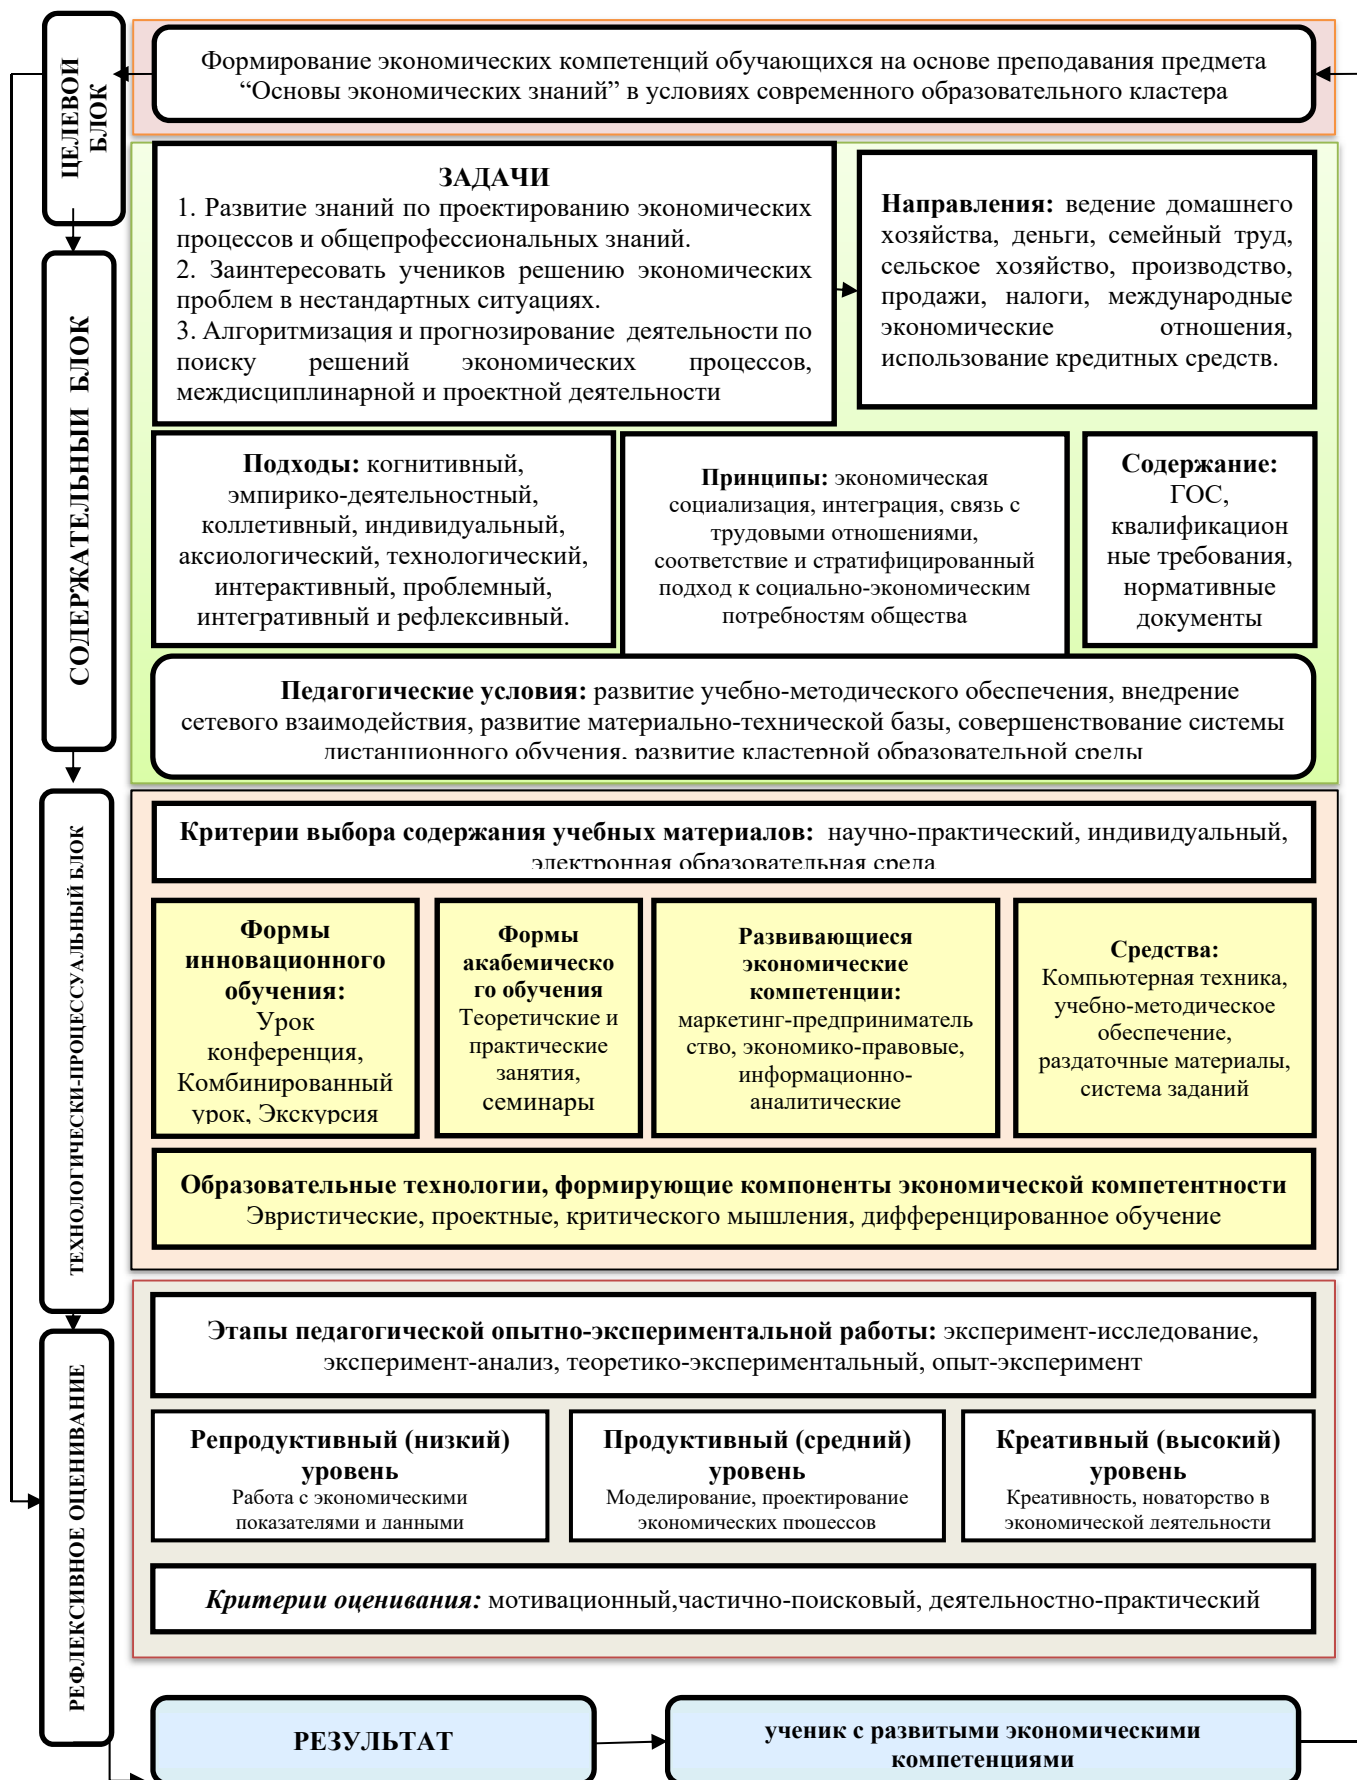 ЦЕЛЕВОИ
БЛОК
Формирование экономических компетенций обучающихся на основе преподавания предмета
“Основы экономических знаний” в условиях современного образовательного кластера
СОДЕРЖАТЕЛЬНЫИ БЛОК
ЗАДАЧИ
1. Развитие знаний по проектированию экономических
процессов и общепрофессиональных знаний.
2. Заинтересовать учеников решению экономических
проблем в нестандартных ситуациях.
3. Алгоритмизация и прогнозирование деятельности по
поиску решений экономических процессов,
междисциплинарной и проектной деятельности
Направления: ведение домашнего
хозяйства, деньги, семейный труд,
сельское хозяйство, производство,
продажи, налоги, международные
экономические отношения,
использование кредитных средств.
Подходы: когнитивный,
эмпирико-деятельностный,
коллетивный, индивидуальный,
аксиологический, технологический,
интерактивный, проблемный,
интегративный и рефлексивный.
Принципы: экономическая
социализация, интеграция, связь с
трудовыми отношениями,
соответствие и стратифицированный
подход к социально-экономическим
потребностям общества
Содержание:
ГОС,
квалификацион
ные требования,
нормативные
документы
Педагогические условия: развитие учебно-методического обеспечения, внедрение
сетевого взаимодействия, развитие материально-технической базы, совершенствование системы
дистанционного обучения, развитие кластерной образовательной среды
ТЕХНОЛОГИЧЕСКИ-ПРОЦЕССУАЛЬНЫЙ БЛОК
Критерии выбора содержания учебных материалов: научно-практический, индивидуальный,
электронная образовательная среда
Формы
инновационного
обучения:
Урок
конференция,
Комбинированный
урок, Экскурсия
Формы
акабемическо
го обучения
Теоретичские и
практические
занятия,
семинары
Развивающиеся
экономические
компетенции:
маркетинг-предприниматель
ство, экономико-правовые,
информационно-
аналитические
Средства:
Компьютерная техника,
учебно-методическое
обеспечение,
раздаточные материалы,
система заданий
Образовательные технологии, формирующие компоненты экономической компетентности
Эвристические, проектные, критического мышления, дифференцированное обучение
РЕФЛЕКСИВНОЕ ОЦЕНИВАНИЕ
Этапы педагогической опытно-экспериментальной работы: эксперимент-исследование,
эксперимент-анализ, теоретико-экспериментальный, опыт-эксперимент
Репродуктивный (низкий)
уровень
Работа с экономическими
показателями и данными
Продуктивный (средний)
уровень
Моделирование, проектирование
экономических процессов
Креативный (высокий)
уровень
Креативность, новаторство в
экономической деятельности
Критерии оценивания: мотивационный,частично-поисковый, деятельностно-практический
РЕЗУЛЬТАТ
ученик с развитыми экономическими
компетенциями